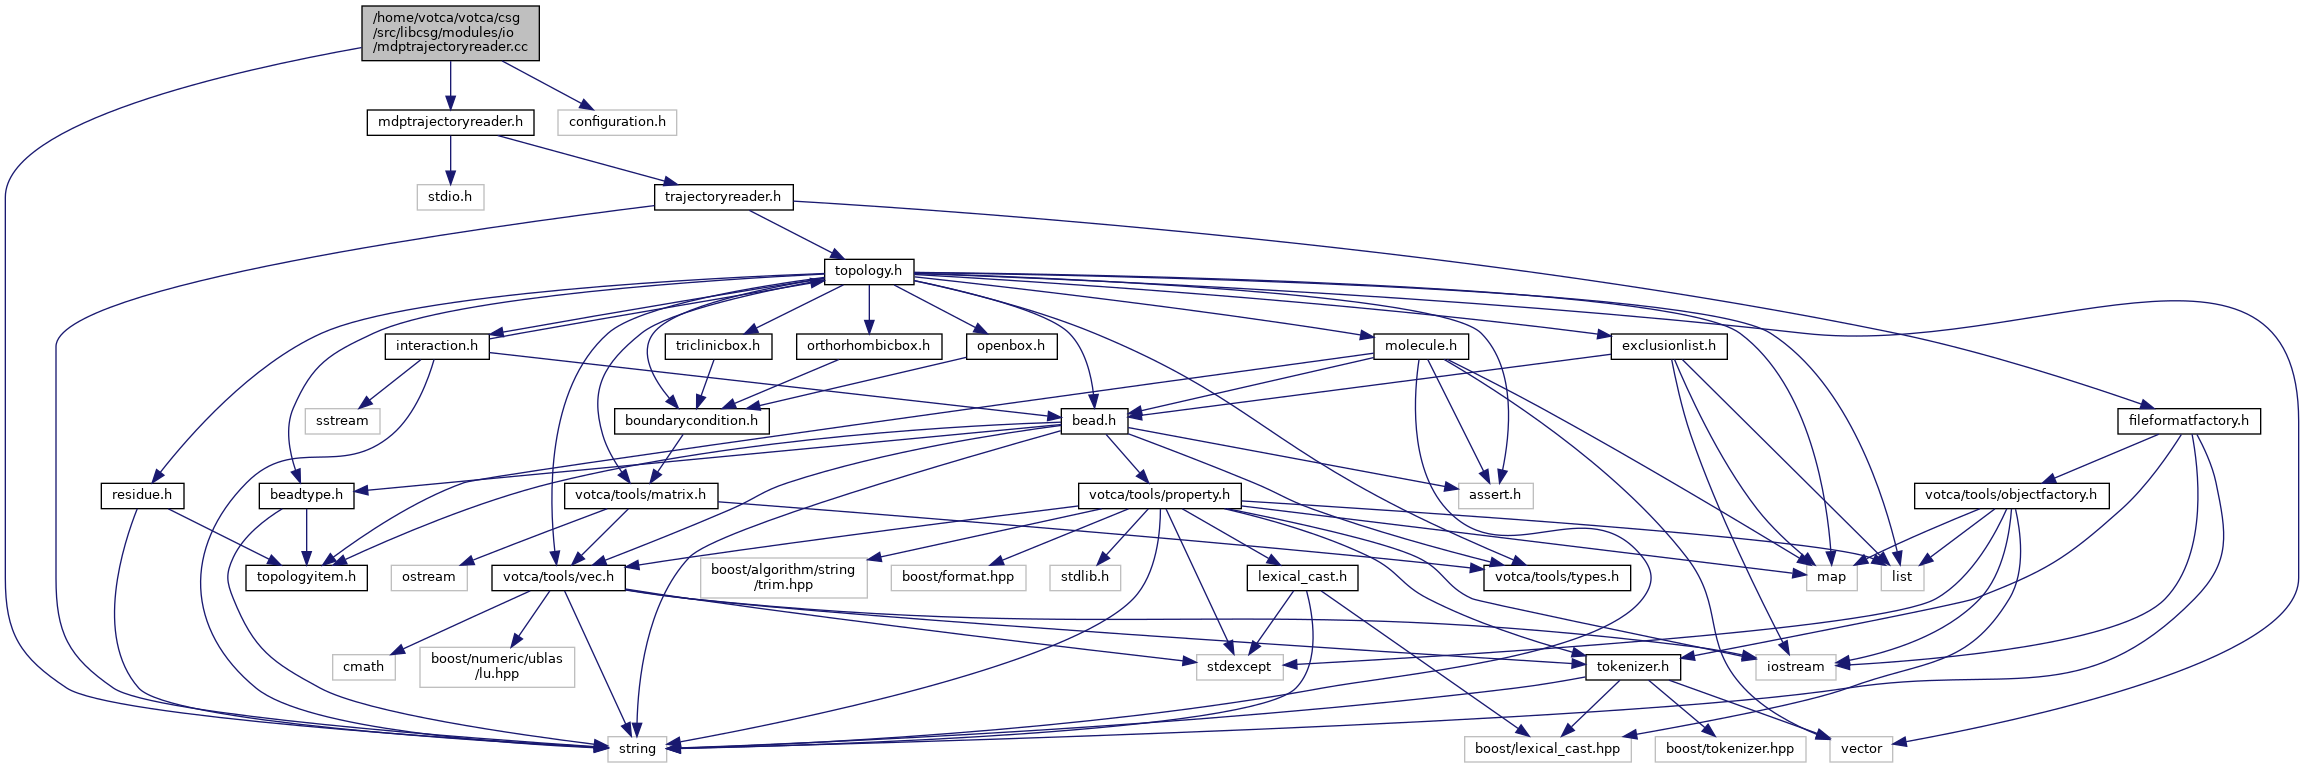 /home/votca/votca/csg
/src/libcsg/modules/io
/mdptrajectoryreader.cc
mdptrajectoryreader.h
configuration.h
stdio.h
trajectoryreader.h
topology.h
interaction.h
triclinicbox.h
orthorhombicbox.h
openbox.h
molecule.h
exclusionlist.h
sstream
boundarycondition.h
bead.h
fileformatfactory.h
residue.h
beadtype.h
votca/tools/matrix.h
votca/tools/property.h
assert.h
votca/tools/objectfactory.h
topologyitem.h
ostream
votca/tools/vec.h
boost/algorithm/string
/trim.hpp
boost/format.hpp
stdlib.h
lexical_cast.h
votca/tools/types.h
map
list
cmath
boost/numeric/ublas
/lu.hpp
stdexcept
tokenizer.h
iostream
string
boost/lexical_cast.hpp
boost/tokenizer.hpp
vector